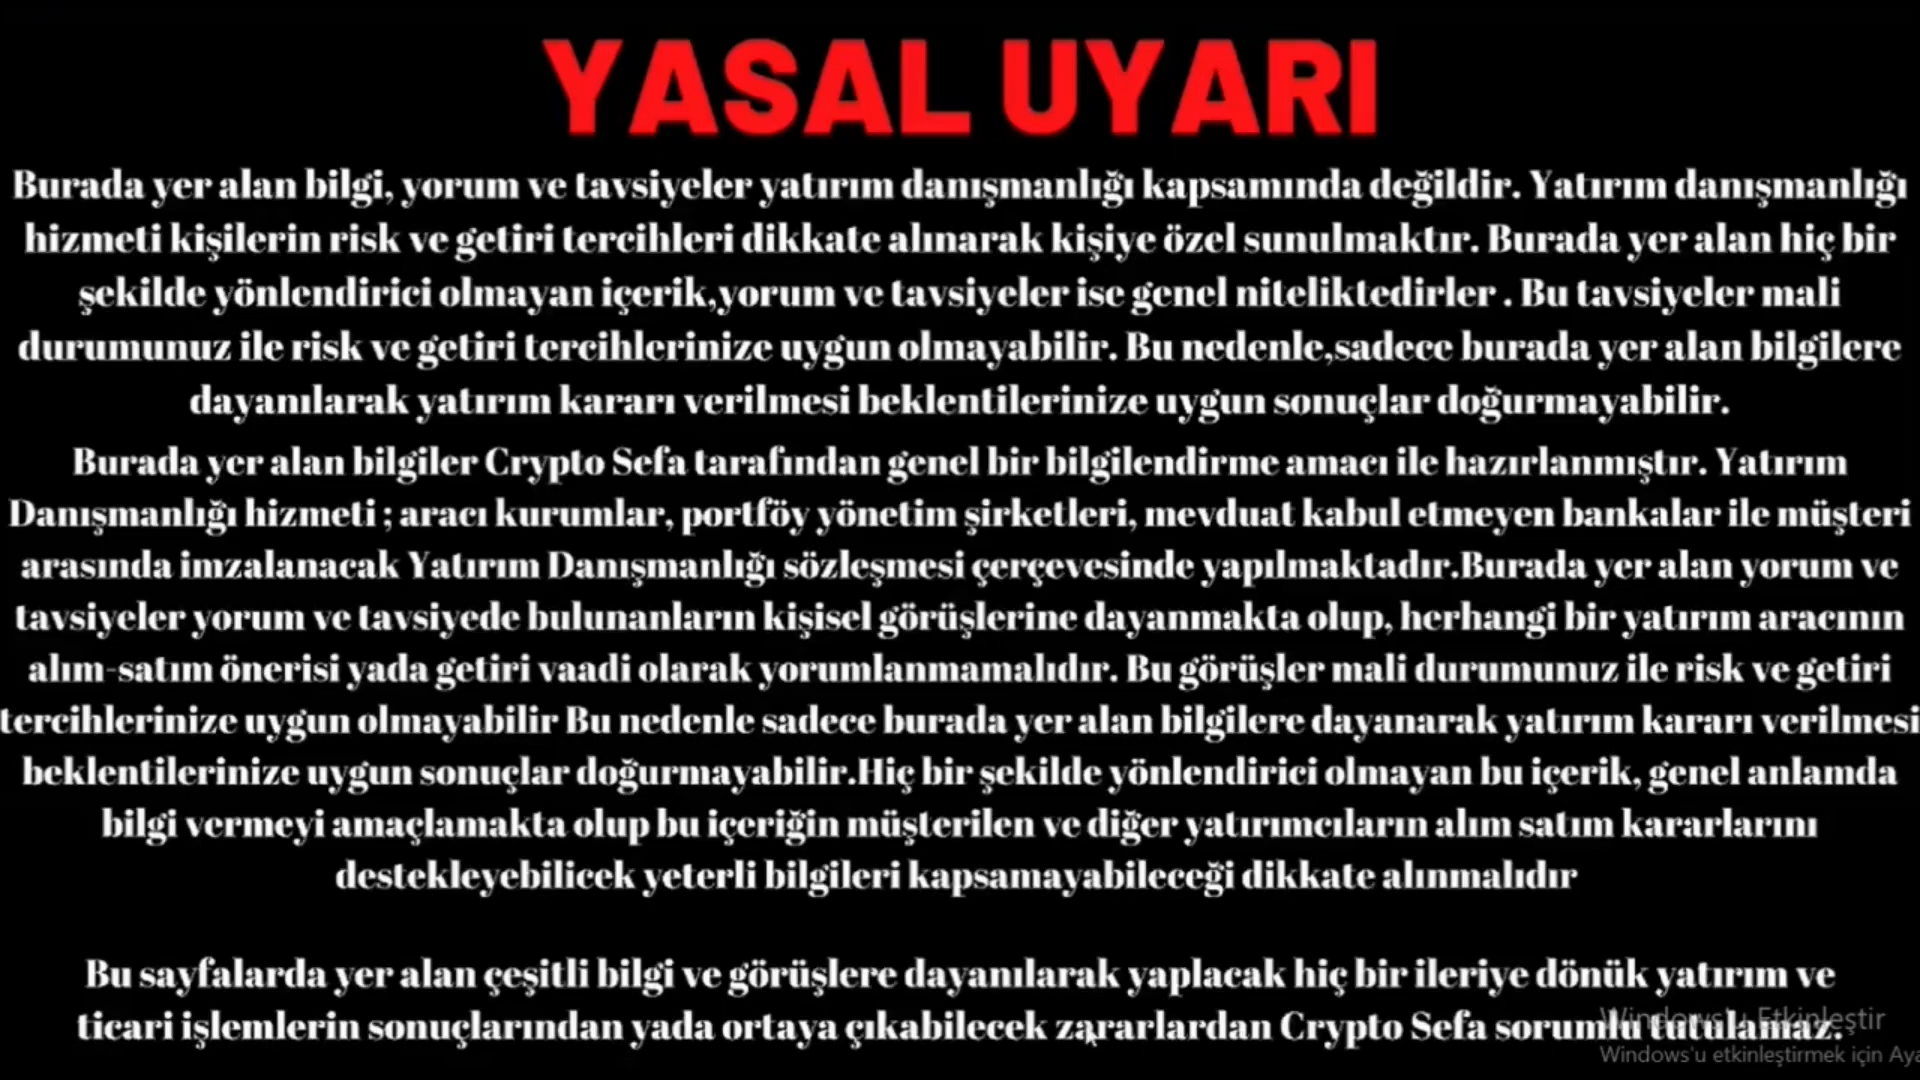 YASAL UYARI
Burada yer alan bilgi, yorum ve tavsiyeler yatırım danışmanlığı kapsamında değildir. Yatırım danışmanlığı
hizmeti kişilerin risk ve getiri tercihleri dikkate alınarak kişiye özel sunulmaktır. Burada yer alan hiç bir
şekilde yönlendirici olmayan içerik,yorum ve tavsiyeler ise genel niteliktedirler . Bu tavsiyeler mali
durumunuz ile risk ve getiri tercihlerinize uygun olmayabilir. Bu nedenle,sadece burada yer alan bilgilere
dayanılarak yatırım kararı verilmesi beklentilerinize uygun sonuçlar doğurmayabilir.
Burada yer alan bilgiler Crypto Sefa tarafından genel bir bilgilendirme amacı ile hazırlanmıştır. Yatırım
Danışmanlığı hizmeti ; aracı kurumlar, portföy yönetim şirketleri, mevduat kabul etmeyen bankalar ile müşteri
arasında imzalanacak Yatırım Danışmanlığı sözleşmesi çerçevesinde yapılmaktadır.Burada yer alan yorum ve
tavsiyeler yorum ve tavsiyede bulunanların kişisel görüşlerine dayanmakta olup, herhangi bir yatırım aracının
alım-satım önerisi yada getiri vaadi olarak yorumlanmamalıdır. Bu görüşler mali durumunuz ile risk ve getiri
tercihlerinize uygun olmayabilir Bu nedenle sadece burada yer alan bilgilere dayanarak yatırım kararı verilmesi
beklentilerinize uygun sonuçlar doğurmayabilir.Hiç bir şekilde yönlendirici olmayan bu içerik, genel anlamda
bilgi vermeyi amaçlamakta olup bu içeriğin müşterilen ve diğer yatırımcıların alım satım kararlarını
destekleyebilicek yeterli bilgileri kapsamayabileceği dikkate alınmalıdır
Bu sayfalarda yer alan çeşitli bilgi ve görüşlere dayanılarak yaplacak hiç bir ileriye dönük yatırım ve
ticari işlemlerin sonuçlarından yada ortaya çıkabilecek zararlardan Crypto Sefa sorumlu tutulamaz.
Windows'u Etkinleştir
Windows'u etkinleştirmek için Aya